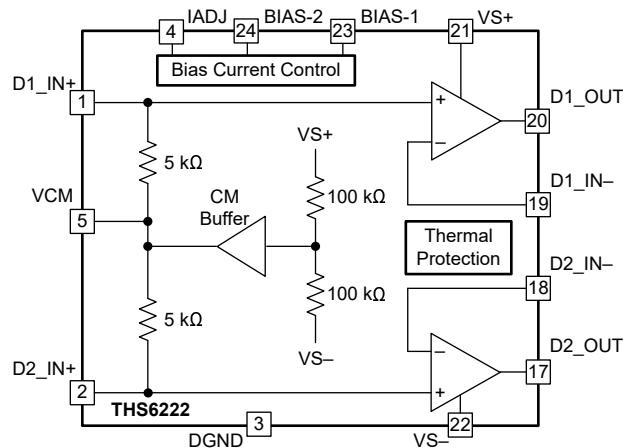 IADJ BIAS-2 BIAS-1 VS+
4 24 23 21
Bias Current Control
D1_IN+
1
+
−
D1_OUT
20
VS+
5 kΩ
100 kΩ
VCM
5
CM
Buffer
D1_IN–
19
Thermal
Protection
D2_IN–
18
100 kΩ
5 kΩ
VS–
−
+
D2_OUT
17
D2_IN+
2
THS6222
3
DGND
22
VS–